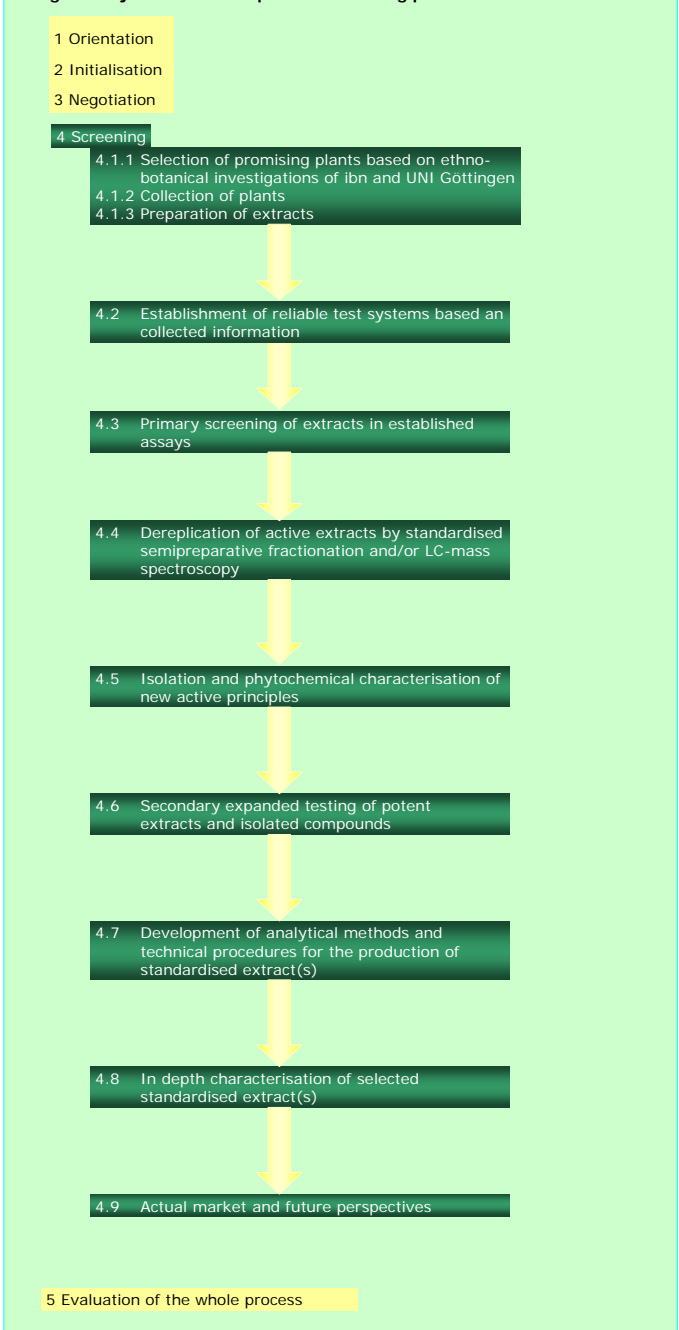 1 Orientation
2 Initialisation
3 Negotiation
4 Screening
4.1.1 Selection of promising plants based on ethno-
botanical investigations of ibn and UNI Göttingen
4.1.2 Collection of plants
4.1.3 Preparation of extracts
4.2 Establishment of reliable test systems based an
collected information
4.3 Primary screening of extracts in established
assays
4.4 Dereplication of active extracts by standardised
semipreparative fractionation and/or LC-mass
spectroscopy
4.5 Isolation and phytochemical characterisation of
new active principles
4.6 Secondary expanded testing of potent
extracts and isolated compounds
4.7 Development of analytical methods and
technical procedures for the production of
standardised extract(s)
4.8 In depth characterisation of selected
standardised extract(s)
4.9 Actual market and future perspectives
5 Evaluation of the whole process